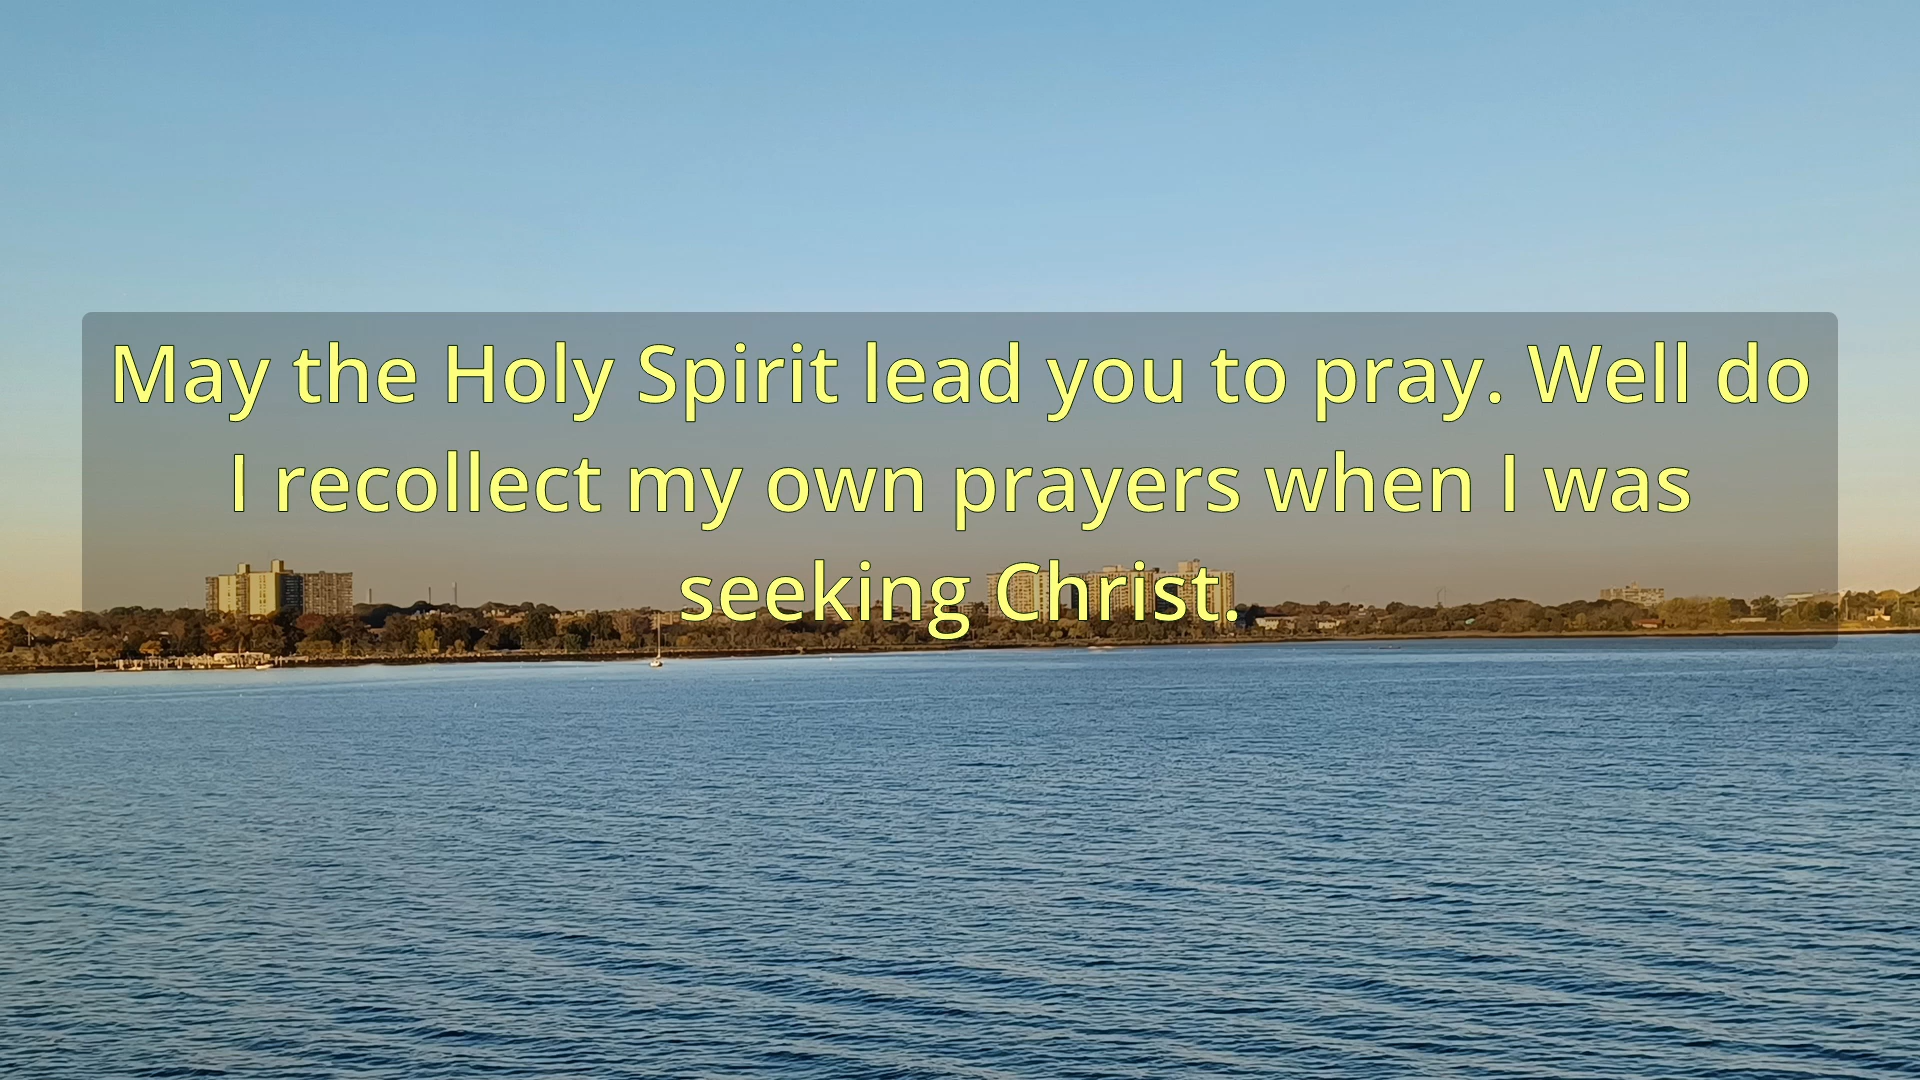 May the Holy Spirit lead you to pray. Well do
I recollect my own prayers when I was
seeking Christ.